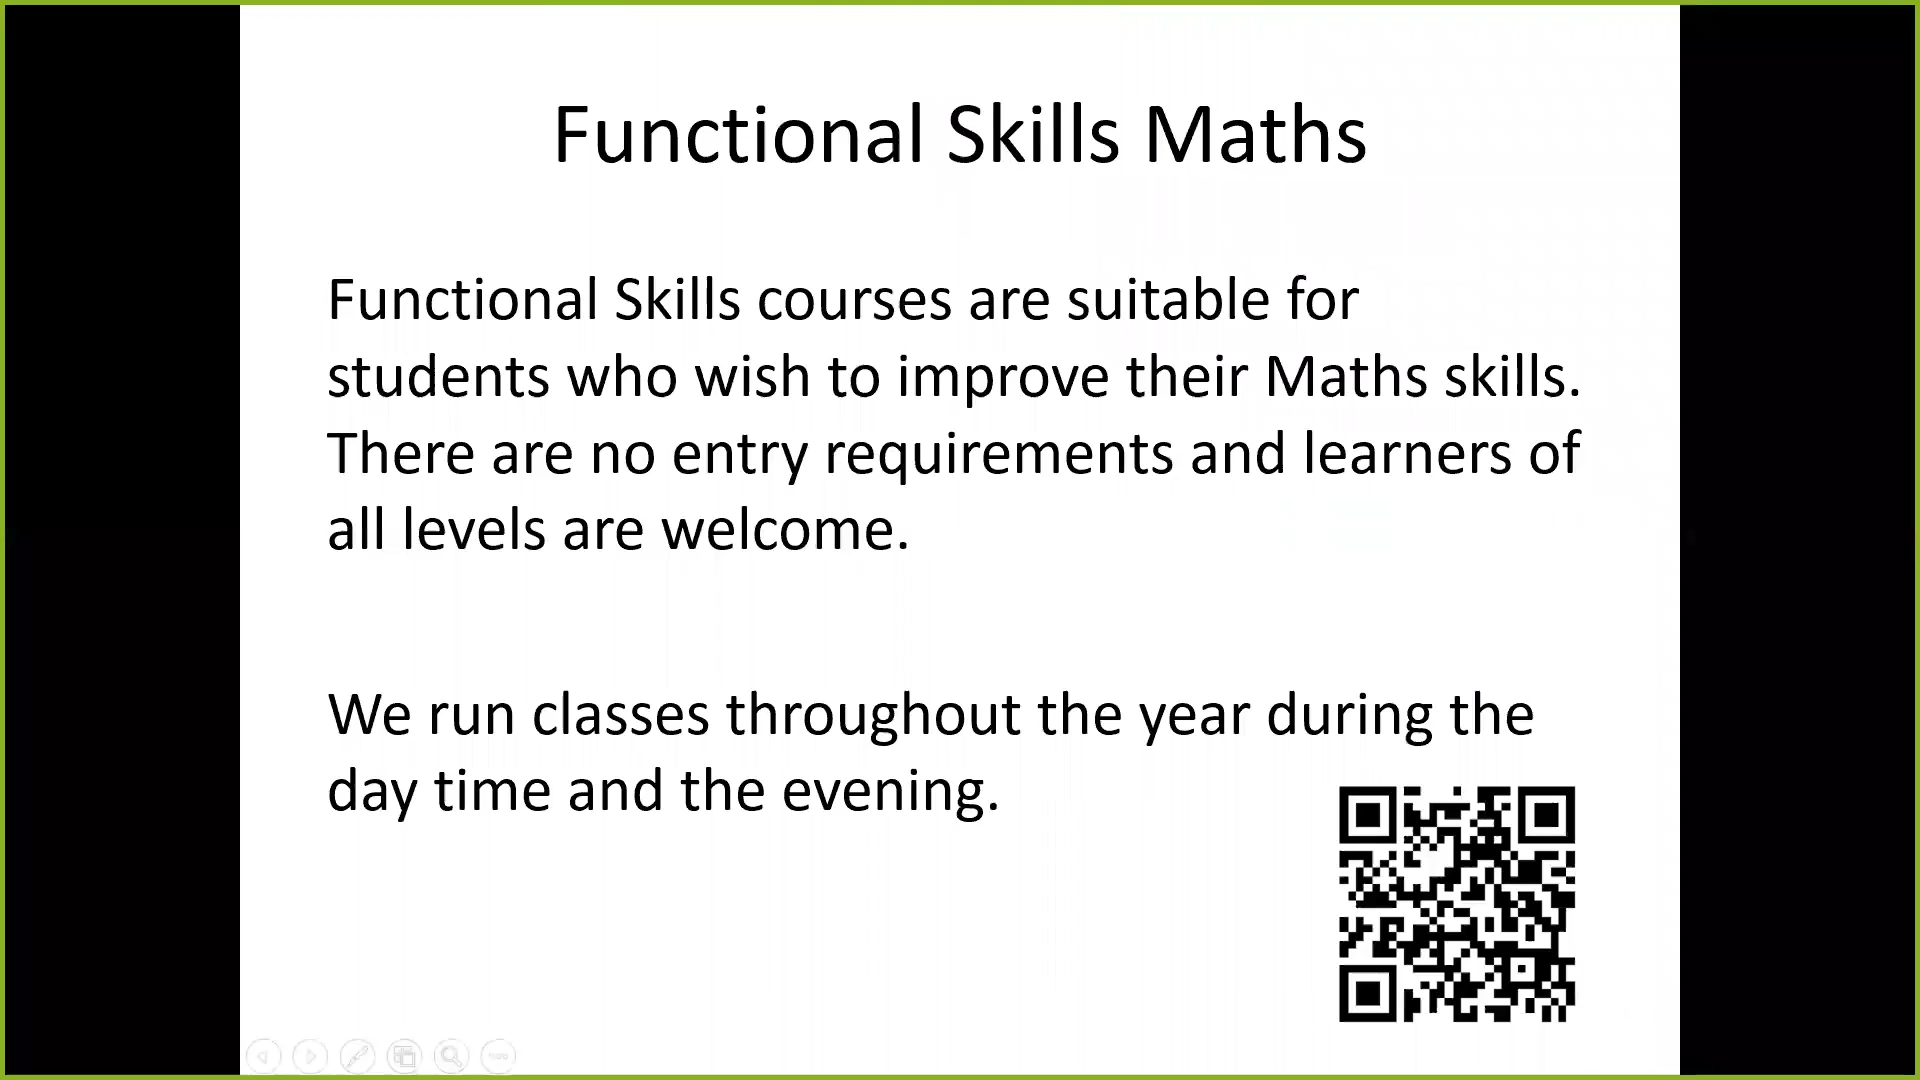 Functional Skills Maths
Functional Skills courses are suitable for
students who wish to improve their Maths skills.
There are no entry requirements and learners of
all levels are welcome.
We run classes throughout the year during the
day time and the evening.